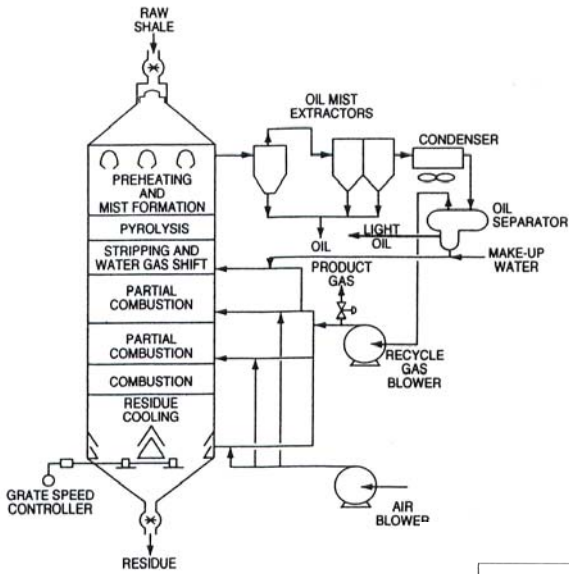 RAW
SHALE
OIL MIST
EXTRACTORS
CONDENSER
PREHEATING
AND
MIST FORMATION
PYROLYSIS
STRIPPING AND
WATER GAS SHIFT
PARTIAL
COMBUSTION
PARTIAL
COMBUSTION
COMBUSTION
RESIDUE
COOLING
OIL
LIGHT
OIL
OIL
SEPARATOR
MAKE-UP
WATER
PRODUCT
GAS
RECYCLE
GAS
BLOWER
GRATE SPEED
CONTROLLER
AIR
BLOWER
RESIDUE